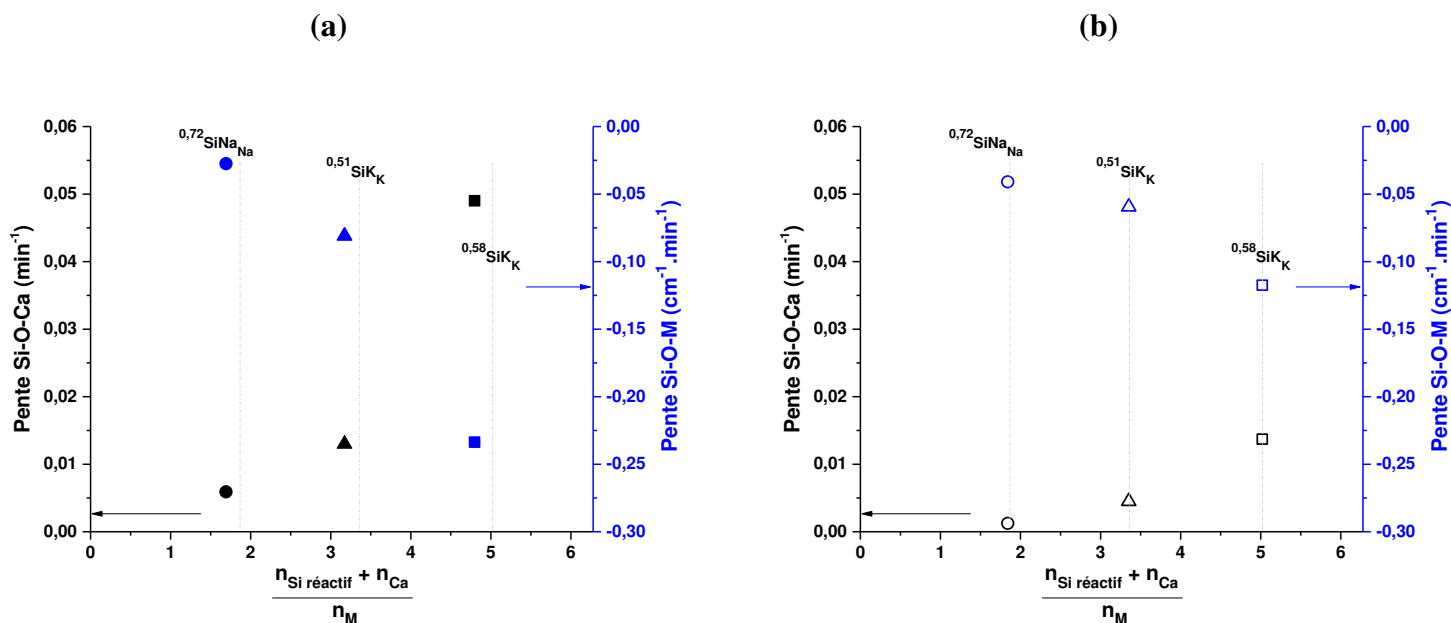 (a)
0,06
0,05
0,04
0,03
0,02
0,01
0,00
Pente Si-O-Ca (min-1)
0,72SiNaNa
0,51SiKK
0,58SiKK
0,00
-0,05
-0,10
-0,15
-0,20
-0,25
-0,30
Pente Si-O-M (cm-1.min-1)
0 1 2 3 4 5 6
nSi réactif + nCa
nM
(b)
0,06
0,05
0,04
0,03
0,02
0,01
0,00
Pente Si-O-Ca (min-1)
0,72SiNaNa
0,51SiKK
0,58SiKK
0,00
-0,05
-0,10
-0,15
-0,20
-0,25
-0,30
Pente Si-O-M (cm-1.min-1)
0 1 2 3 4 5 6
nSi réactif + nCa
nM